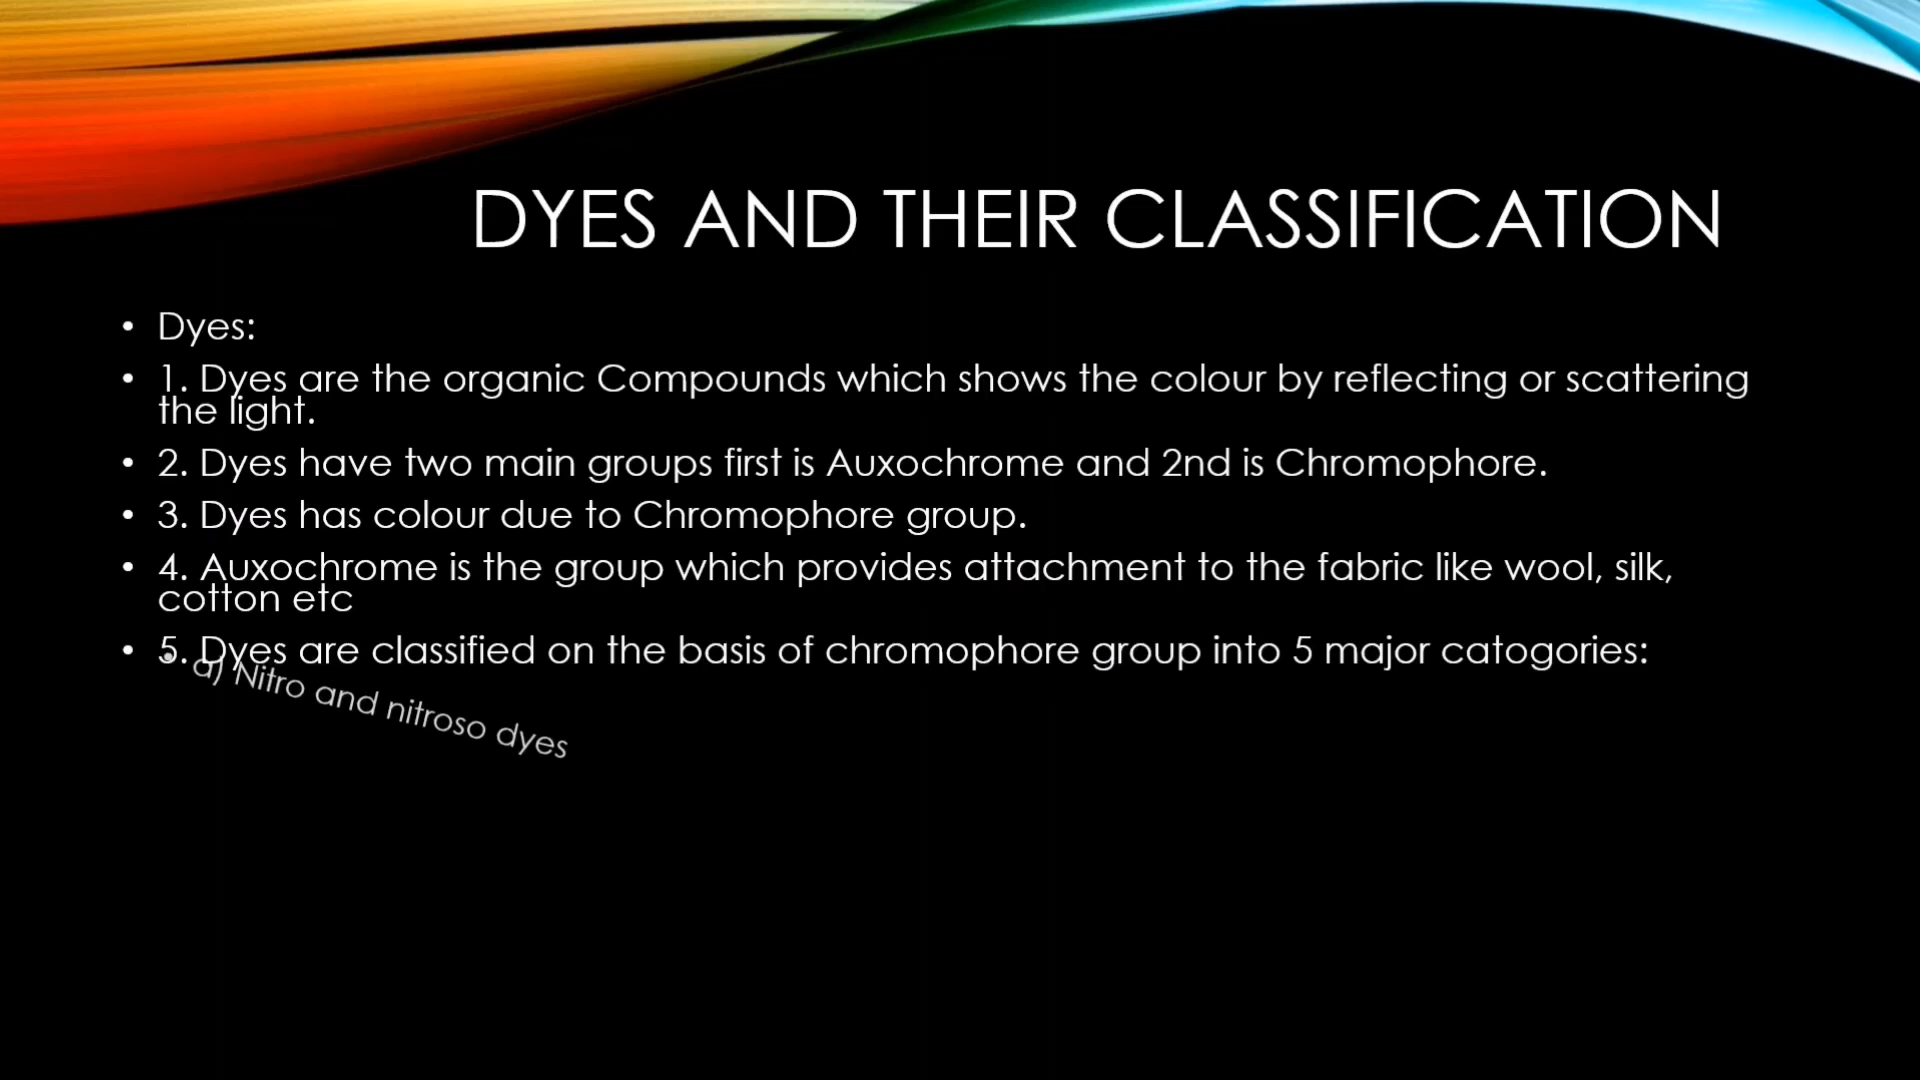 DYES AND THEIR CLASSIFICATION
• Dyes:
• 1. Dyes are the organic Compounds which shows the colour by reflecting or scattering
the light.
• 2. Dyes have two main groups first is Auxochrome and 2nd is Chromophore.
• 3. Dyes has colour due to Chromophore group.
• 4. Auxochrome is the group which provides attachment to the fabric like wool, silk,
cotton etc
• 5. Dyes are classified on the basis of chromophore group into 5 major catogories:
• a) Nitro and nitroso dyes